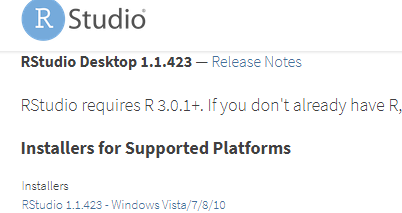 R Studio
RStudio Desktop 1.1.423 — Release Notes
RStudio requires R 3.0.1+. If you don't already have R,
Installers for Supported Platforms
Installers
RStudio 1.1.423 - Windows Vista/7/8/10